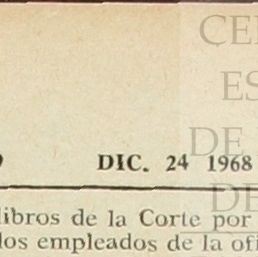 CE
ES
DE
DE
DIC. 24 1968
libros de la Corte por
los empleados de la ofi